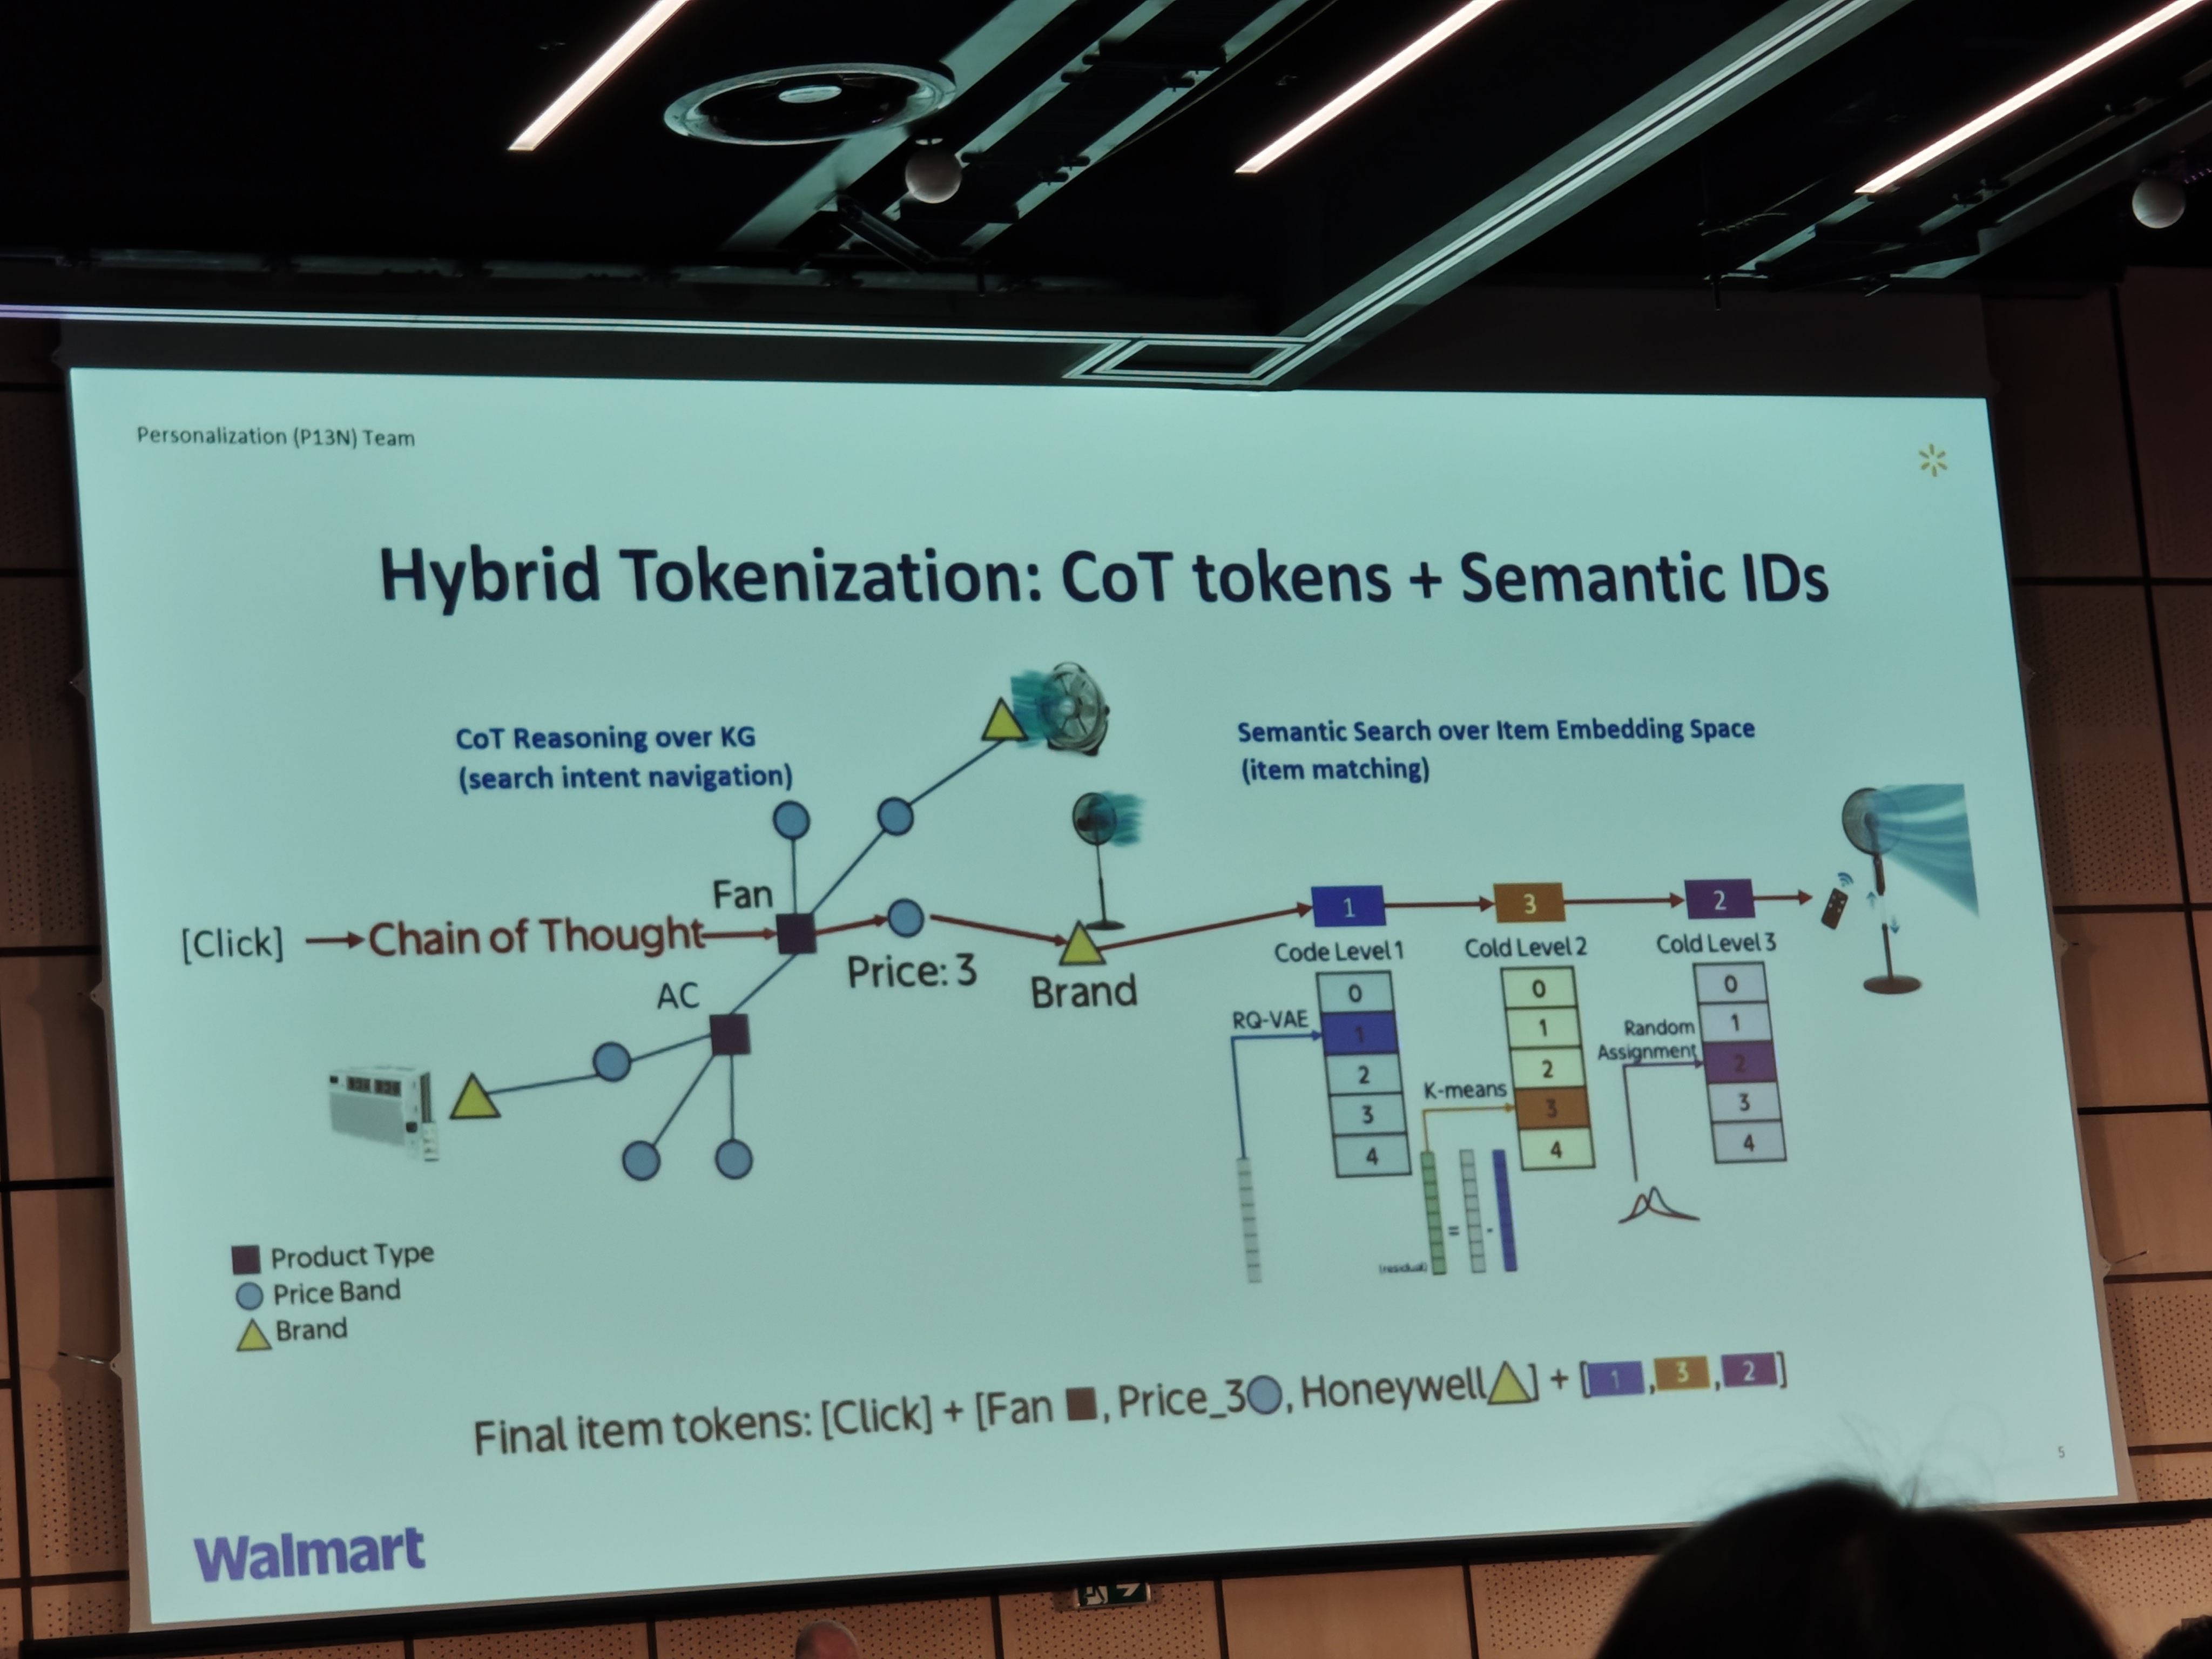 Personalization (P13N) Team
Hybrid Tokenization: CoT tokens + Semantic IDs
CoT Reasoning over KG
(search intent navigation)
Semantic Search over Item Embedding Space
(item matching)
Fan
[Click]
Chain of Thought
Price: 3
Brand
AC
1
3
2
Code Level 1
Cold Level 2
Cold Level 3
RQ-VAE
0
1
2
3
4
K-means
0
1
2
3
4
Random
Assignment
0
1
2
3
4
(residual)
=
-
Product Type
Price Band
Brand
Final item tokens: [Click] + [Fan , Price_3 , Honeywell ] + [ 1 , 3 , 2 ]
5
Walmart